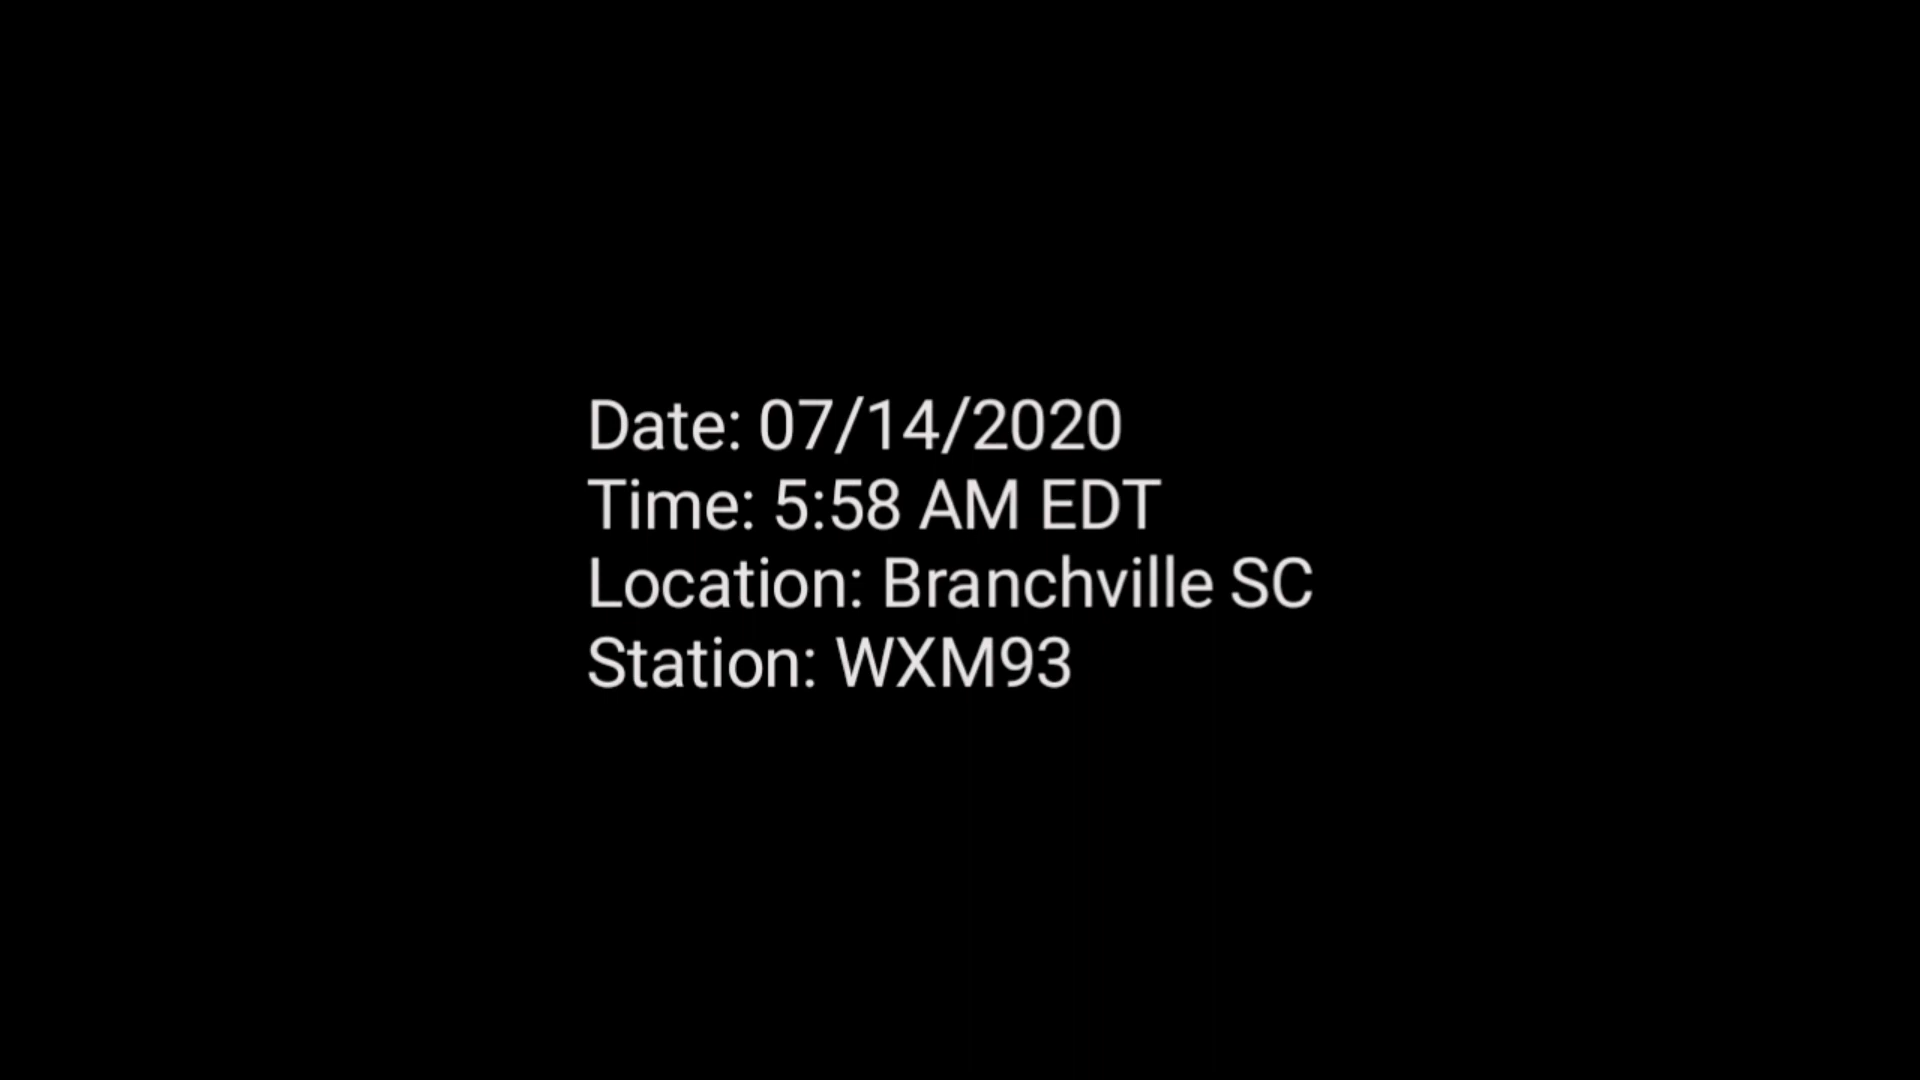 Date: 07/14/2020
Time: 5:58 AM EDT
Location: Branchville SC
Station: WXM93